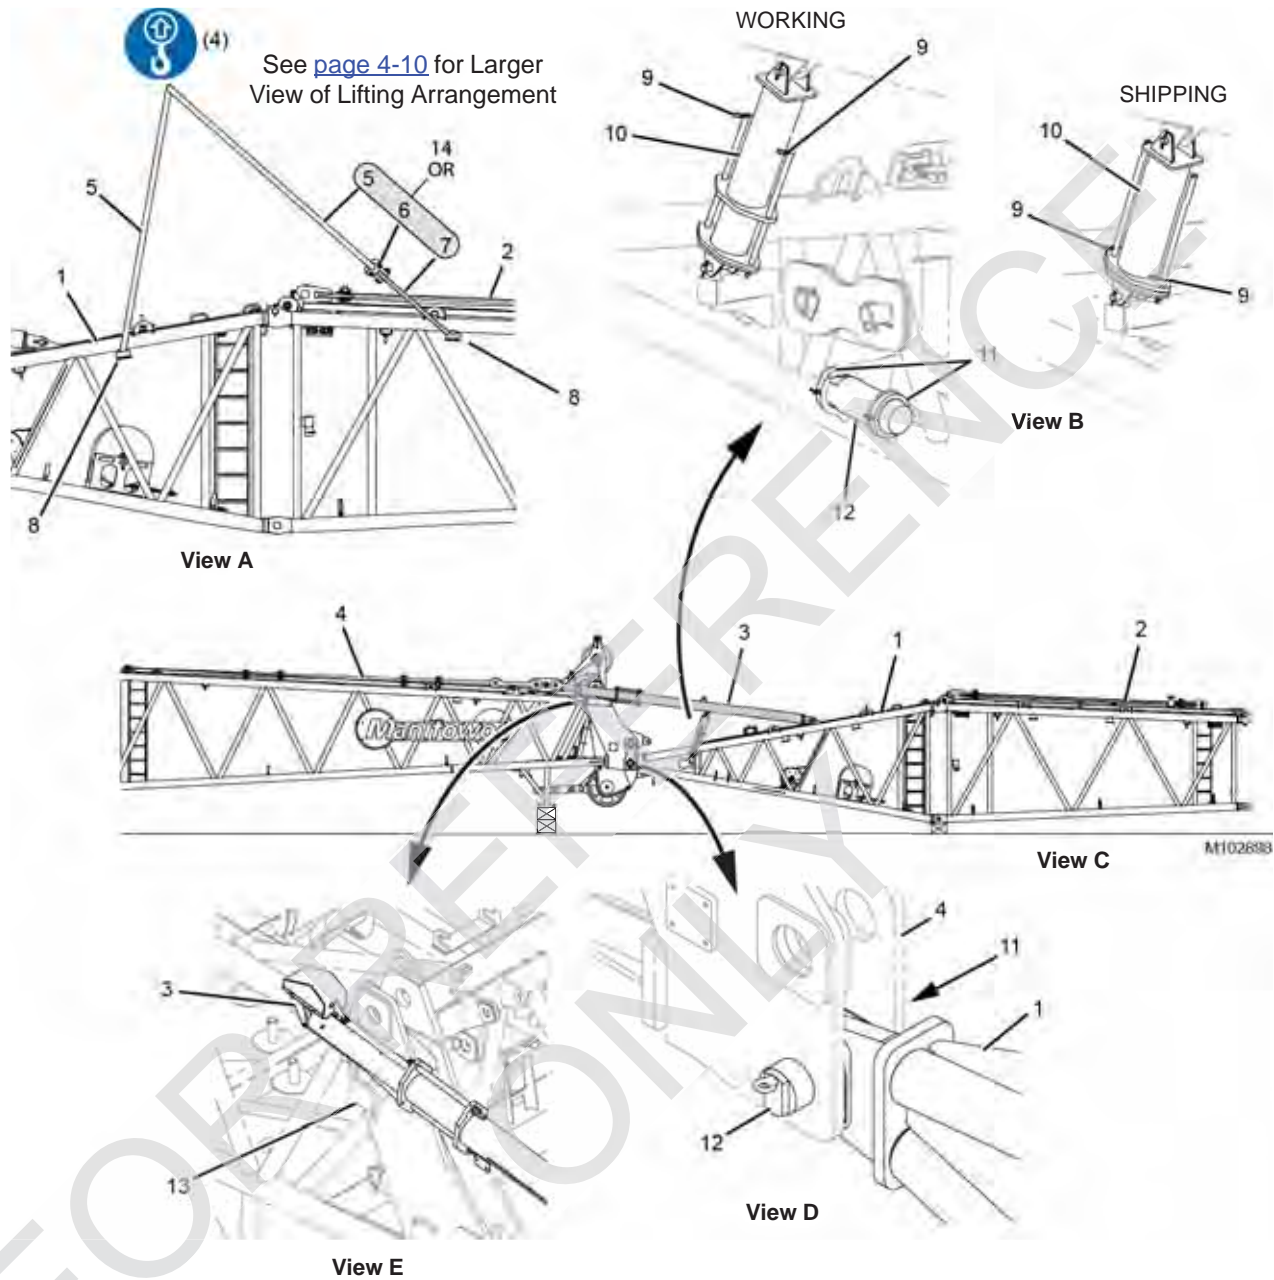 WORKING
(4)
See page 4-10 for Larger
View of Lifting Arrangement
9
9
SHIPPING
10
10
14
OR
5
5
6
7
2
9
1
9
8
11
View B
8
12
View A
4
3
1
2
Manitowoc
View C
M102698
4
3
11
1
12
13
View D
View E
FOR REFERENCE
ONLY